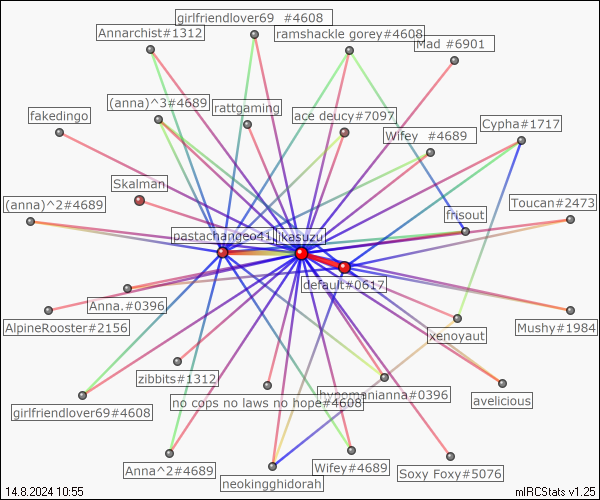 girlfriendlover69  #4608
Annarchist#1312
ramshackle gorey#4608
Mad #6901
(anna)^3#4689
rattgaming
fakedingo
ace deucy#7097
Wifey  #4689
Cypha#1717
Skalman
(anna)^2#4689
frisout
Toucan#2473
pastachangeo41
ikasuzu
default#0617
Anna.#0396
AlpineRooster#2156
Mushy#1984
xenoyaut
zibbits#1312
hypomanianna#0396
avelicious
no cops no laws no hope#4608
girlfriendlover69#4608
Anna^2#4689
Wifey#4689
Soxy Foxy#5076
neokingghidorah
14.8.2024 10:55
mIRCStats v1.25